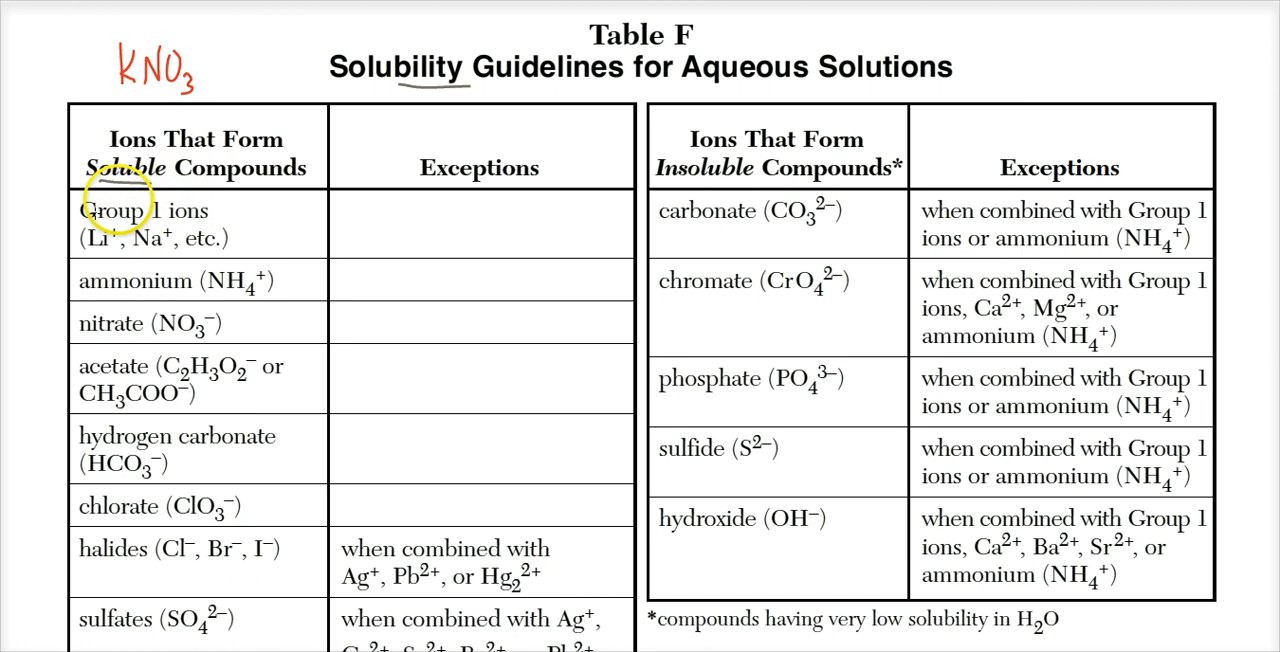 Table F
KNO₃
Solubility Guidelines for Aqueous Solutions
Ions That Form
Soluble Compounds
Exceptions
Group 1 ions
(Li⁺, Na⁺, etc.)
ammonium (NH₄⁺)
nitrate (NO₃⁻)
acetate (C₂H₃O₂⁻ or
CH₃COO⁻)
hydrogen carbonate
(HCO₃⁻)
chlorate (ClO₃⁻)
halides (Cl⁻, Br⁻, I⁻)
when combined with
Ag⁺, Pb²⁺, or Hg₂²⁺
sulfates (SO₄²⁻)
when combined with Ag⁺,
Ions That Form
Insoluble Compounds*
Exceptions
carbonate (CO₃²⁻)
when combined with Group 1
ions or ammonium (NH₄⁺)
chromate (CrO₄²⁻)
when combined with Group 1
ions, Ca²⁺, Mg²⁺, or
ammonium (NH₄⁺)
phosphate (PO₄³⁻)
when combined with Group 1
ions or ammonium (NH₄⁺)
sulfide (S²⁻)
when combined with Group 1
ions or ammonium (NH₄⁺)
hydroxide (OH⁻)
when combined with Group 1
ions, Ca²⁺, Ba²⁺, Sr²⁺, or
ammonium (NH₄⁺)
*compounds having very low solubility in H₂O